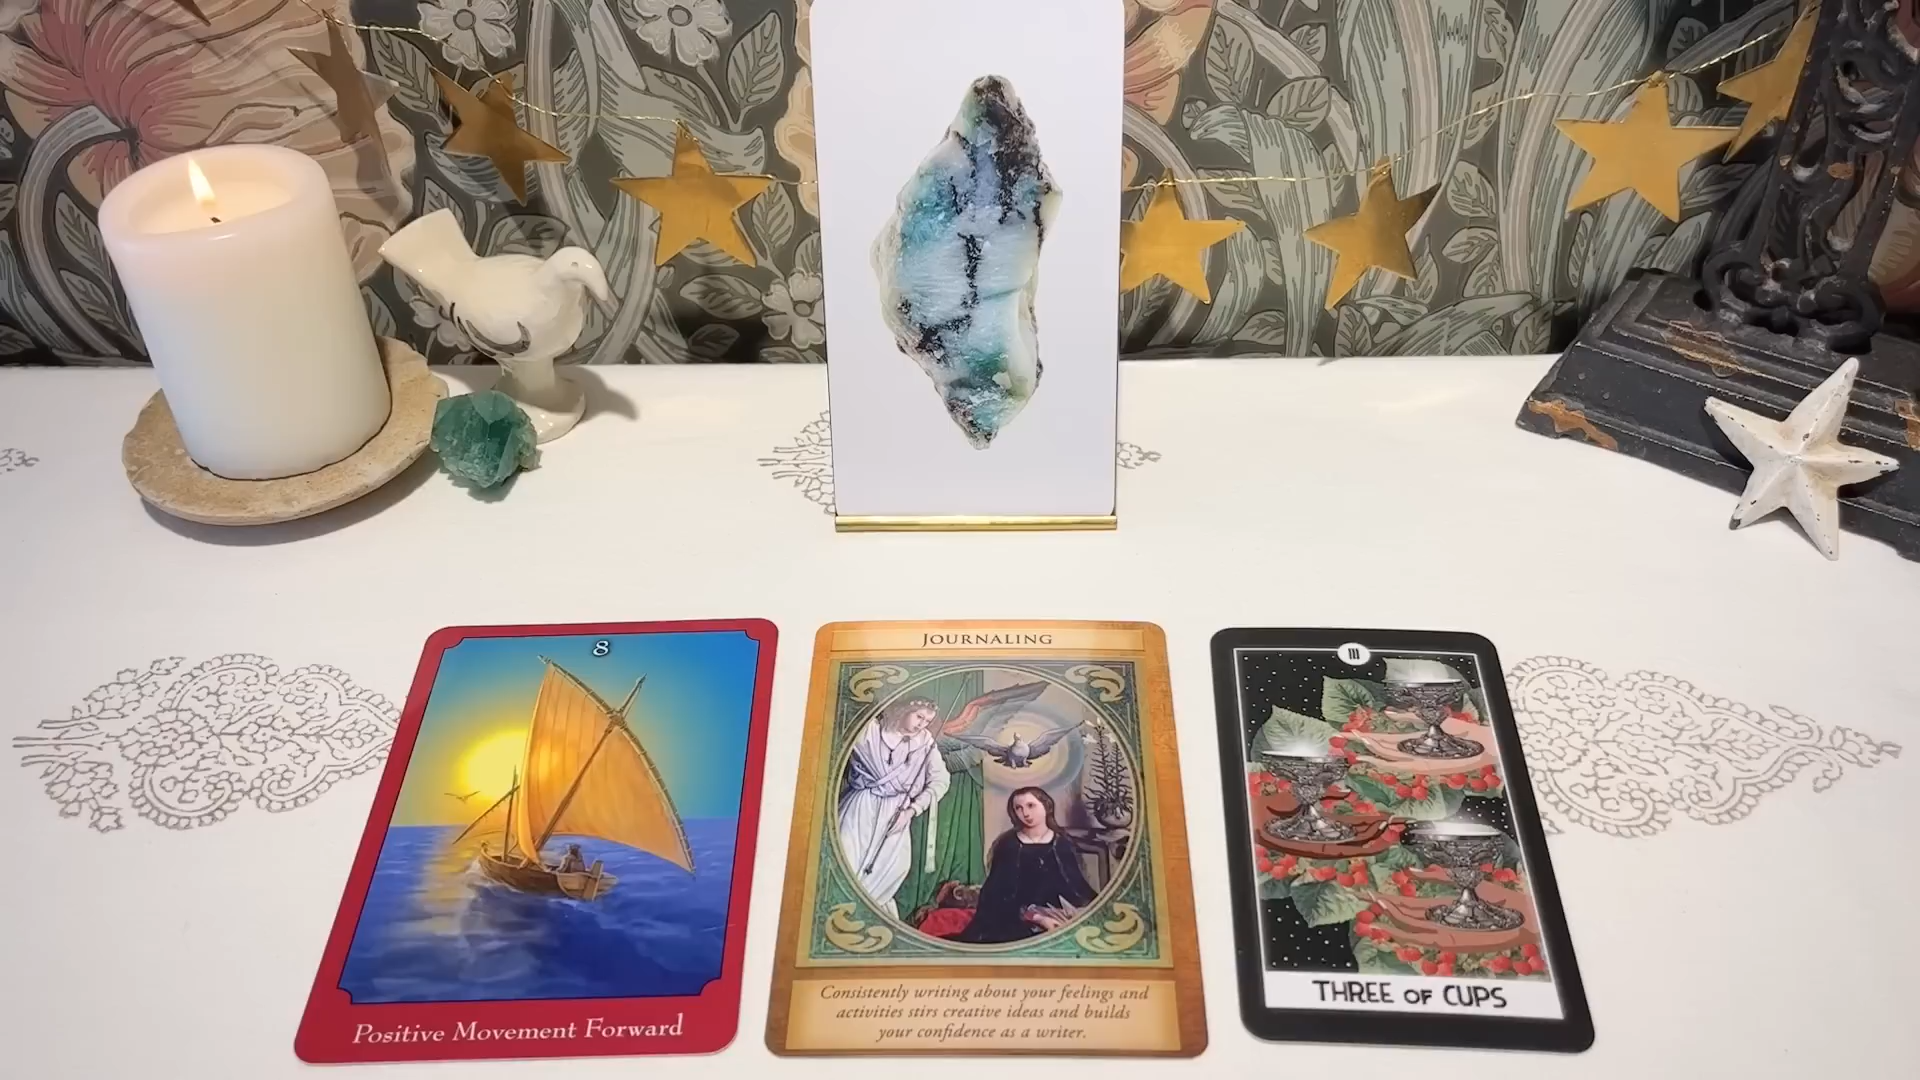 8
Positive Movement Forward
JOURNALING
Consistently writing about your feelings and
activities stirs creative ideas and builds
your confidence as a writer.
III
THREE OF CUPS